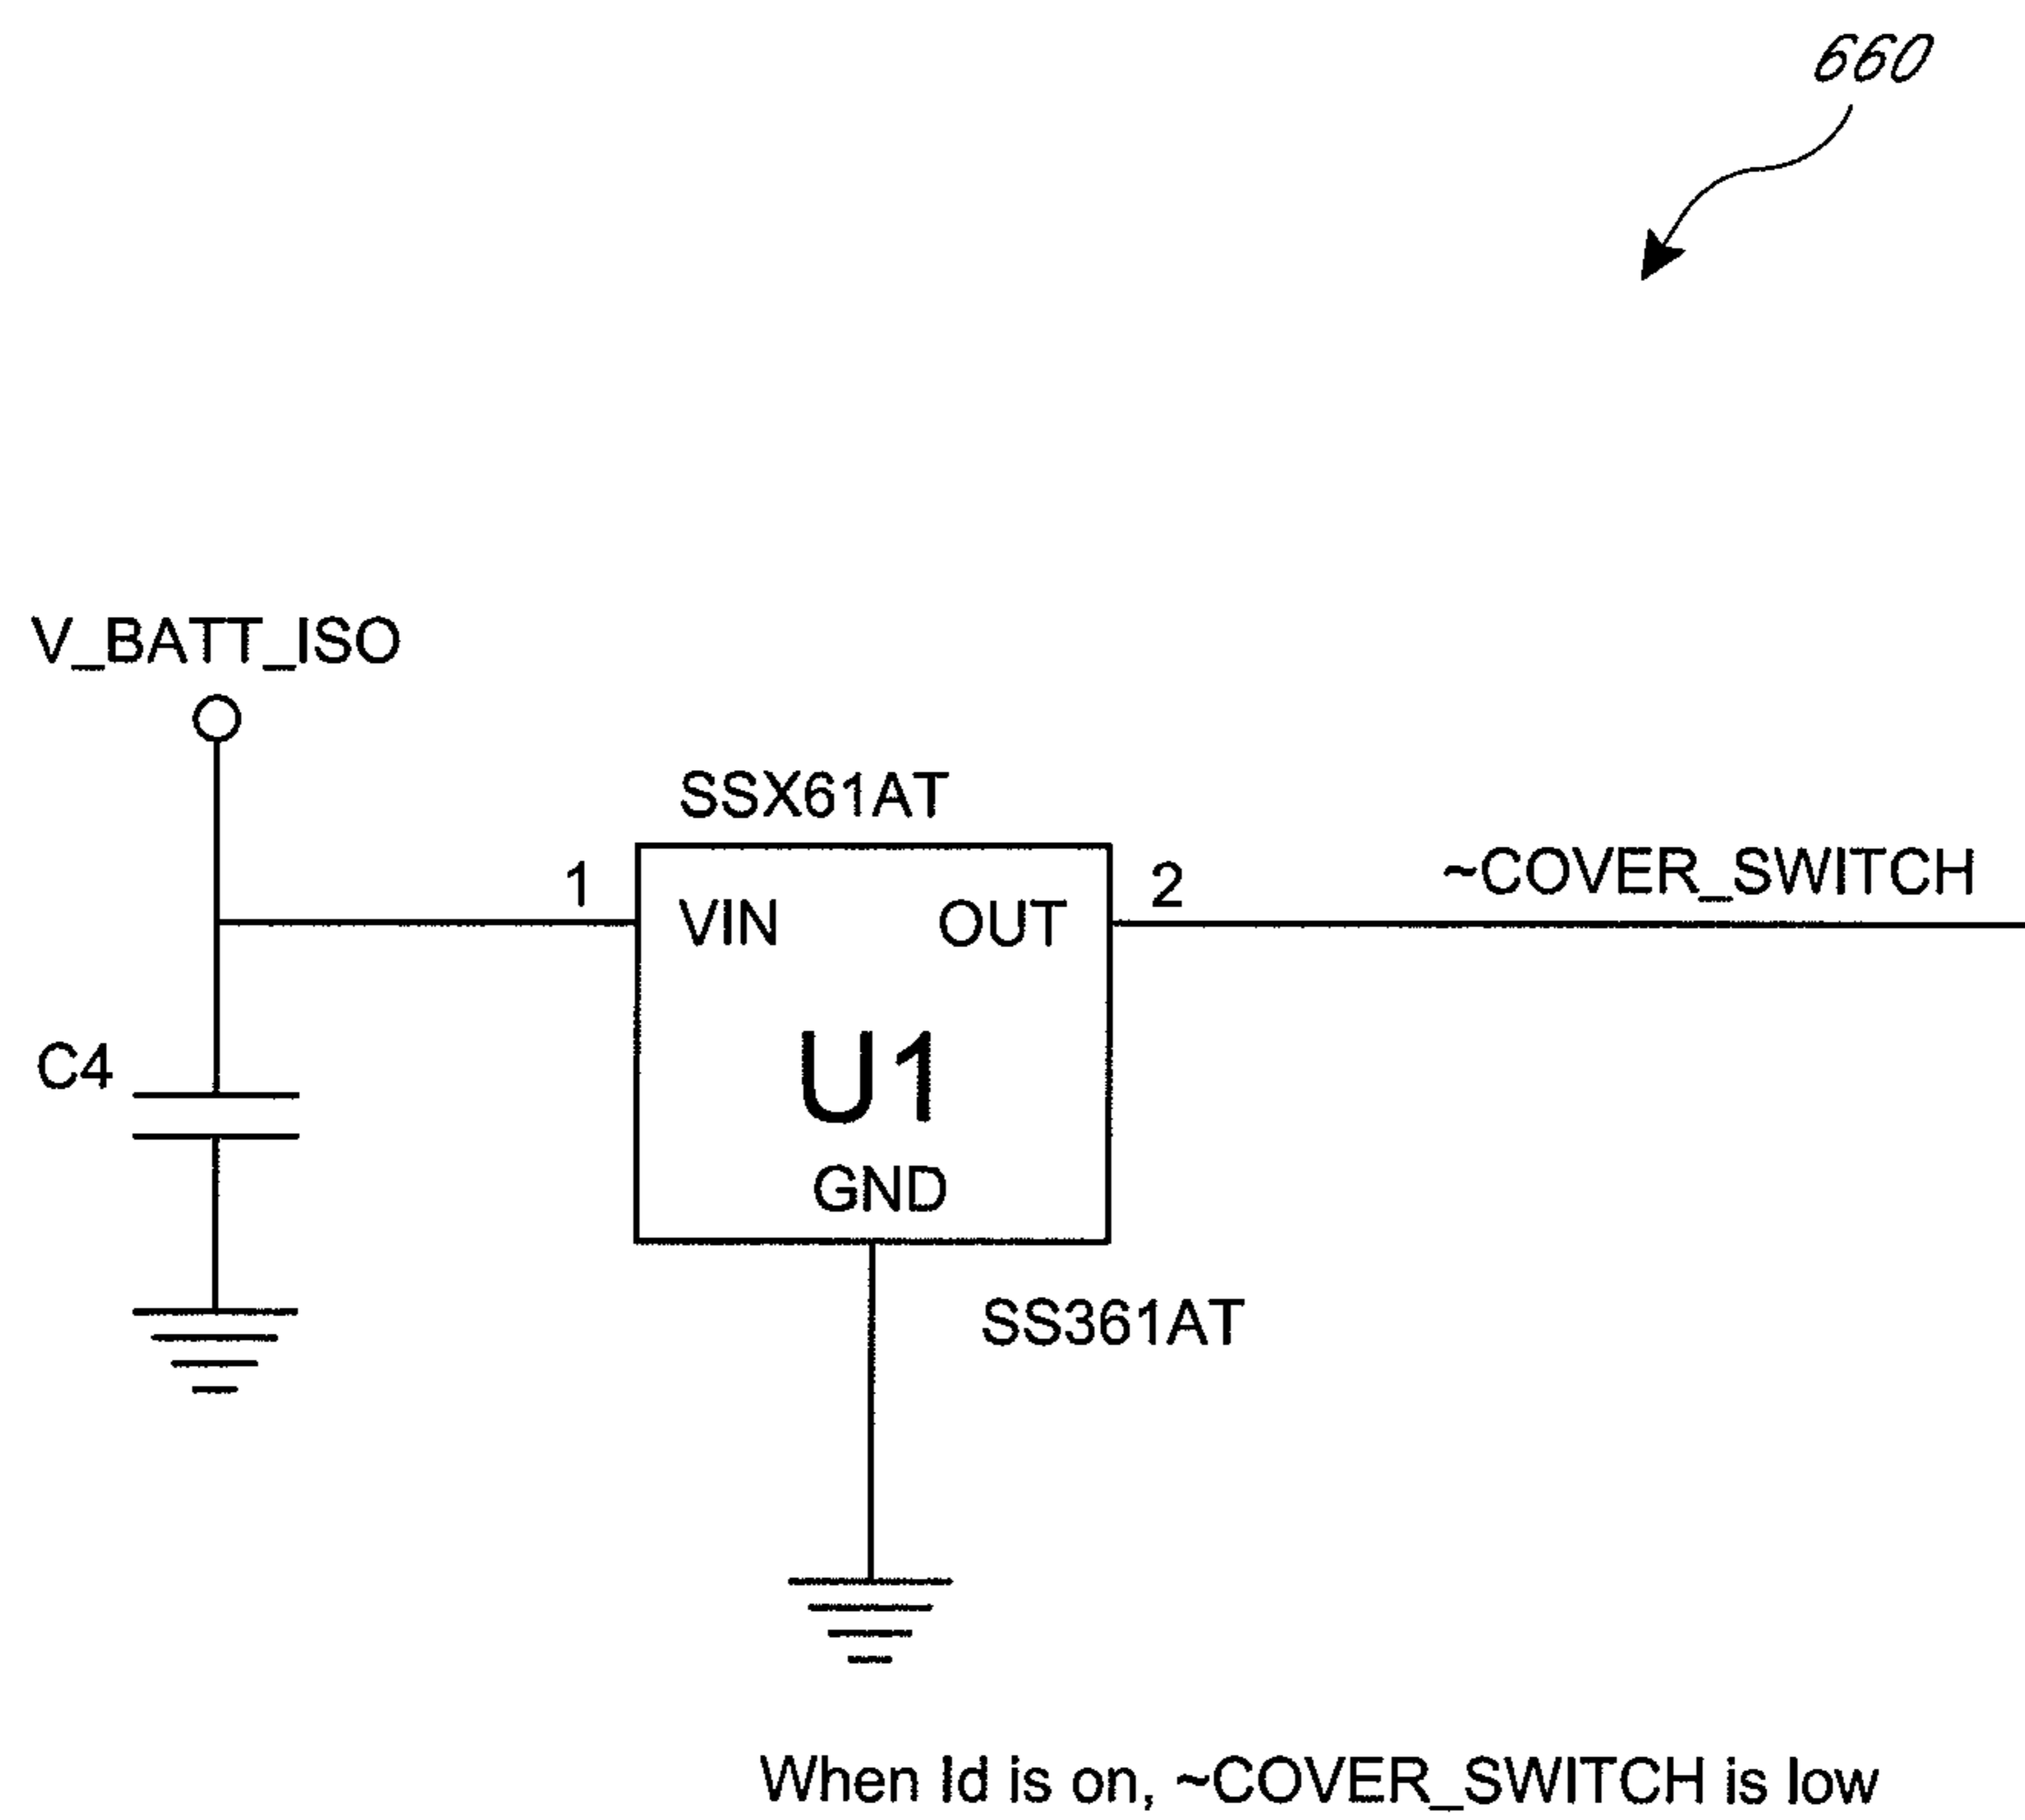 660
V_BATT_ISO
SSX61AT
1
2
~COVER_SWITCH
VIN
OUT
U1
C4
GND
SS361AT
When Id is on, ~COVER_SWITCH is low